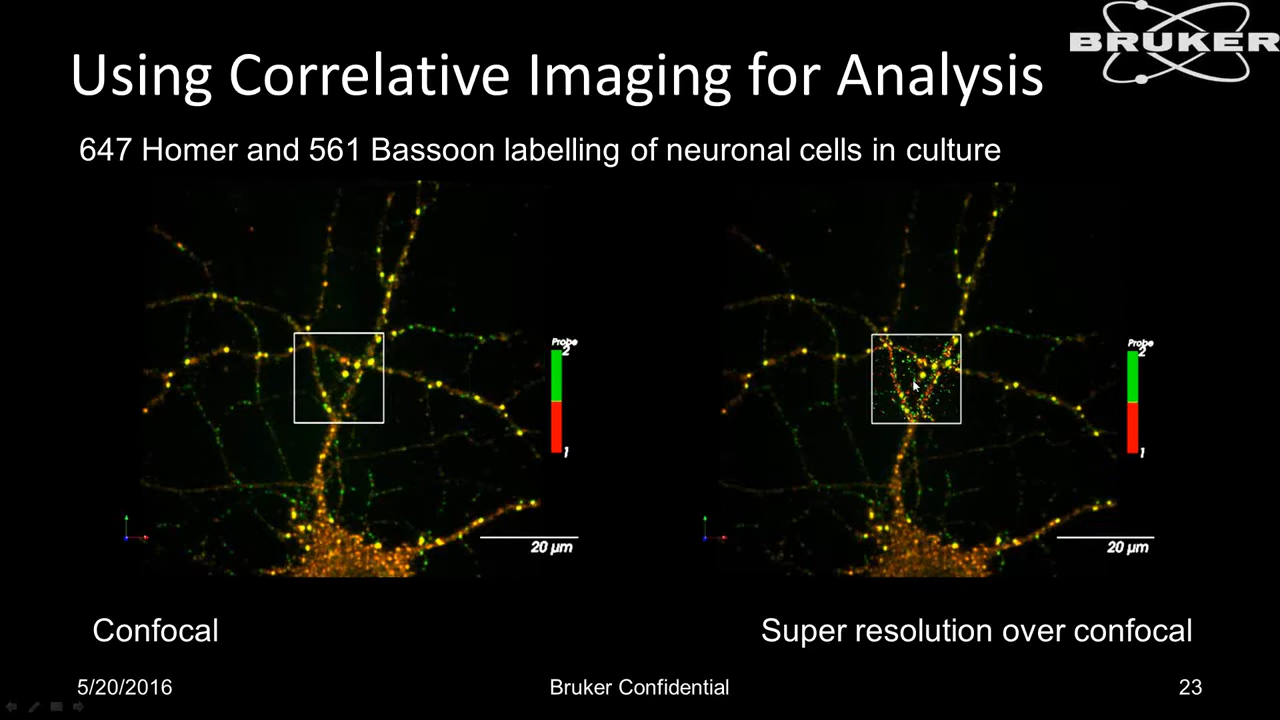 BRUKER
Using Correlative Imaging for Analysis
647 Homer and 561 Bassoon labelling of neuronal cells in culture
Probe
2
1
20 µm
Probe
2
1
20 µm
Confocal
Super resolution over confocal
5/20/2016
Bruker Confidential
23